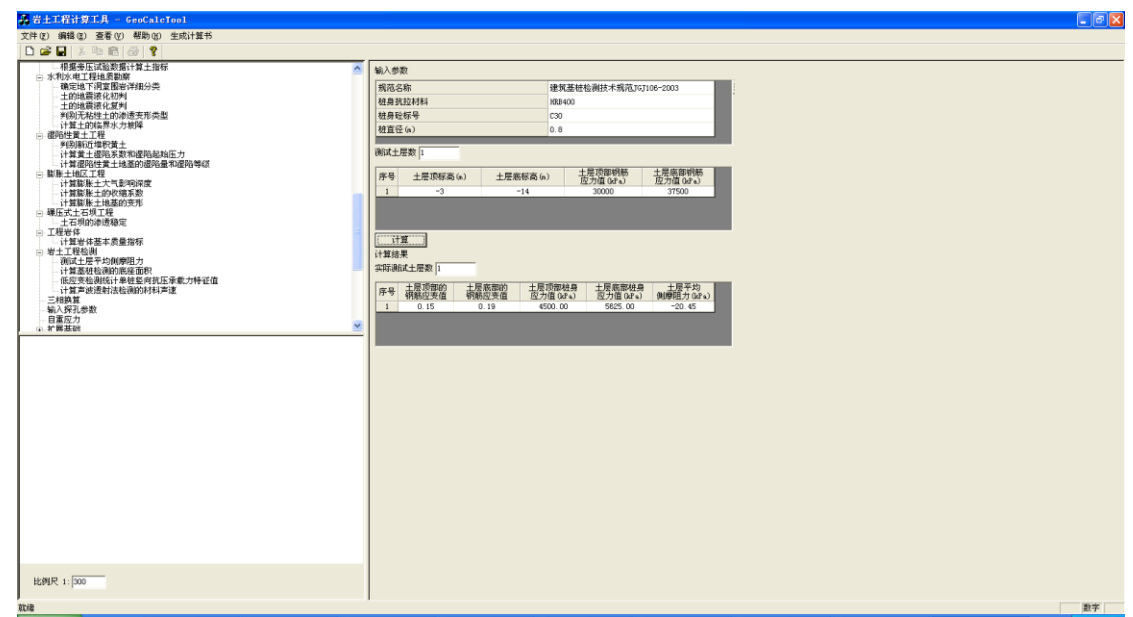 岩土工程计算工具 - GeoCalcTool
文件(F) 编辑(E) 查看(V) 帮助(H) 生成计算书
根据旁压试验数据计算土指标
水利水电工程地质勘察
确定地下洞室围岩详细分类
土的地震液化初判
土的地震液化复判
判别无粘性土的渗透变形类型
计算土的临界水力坡降
湿陷性黄土工程
判别新近堆积黄土
计算黄土湿陷系数和湿陷起始压力
计算湿陷性黄土地基的湿陷量和湿陷等级
膨胀土地区工程
计算膨胀土大气影响深度
计算膨胀土的收缩系数
计算膨胀土地基的变形
碾压式土石坝工程
土石坝的渗透稳定
工程岩体
计算岩体基本质量指标
岩土工程检测
测试土层平均侧摩阻力
计算基桩检测的底座面积
低应变检测统计单桩竖向抗压承载力特征值
计算声波透射法检测的材料声速
三相换算
输入探孔参数
自重应力
扩展基础
比例尺 1: 300
输入参数
规范名称 建筑基桩检测技术规范JGJ106-2003
桩身抗拉材料 HRB400
桩身砼标号 C30
桩直径(m) 0.8
测试土层数 1
序号 土层顶标高(m) 土层底标高(m) 土层顶部钢筋应力值(kPa) 土层底部钢筋应力值(kPa)
1 -3 -14 30000 37500
计算
计算结果
实际测试土层数 1
序号 土层顶部的钢筋应变值 土层底部的钢筋应变值 土层顶部桩身应力值(kPa) 土层底部桩身应力值(kPa) 土层平均侧摩阻力(kPa)
1 0.15 0.19 4500.00 5625.00 -20.45
就绪
数字